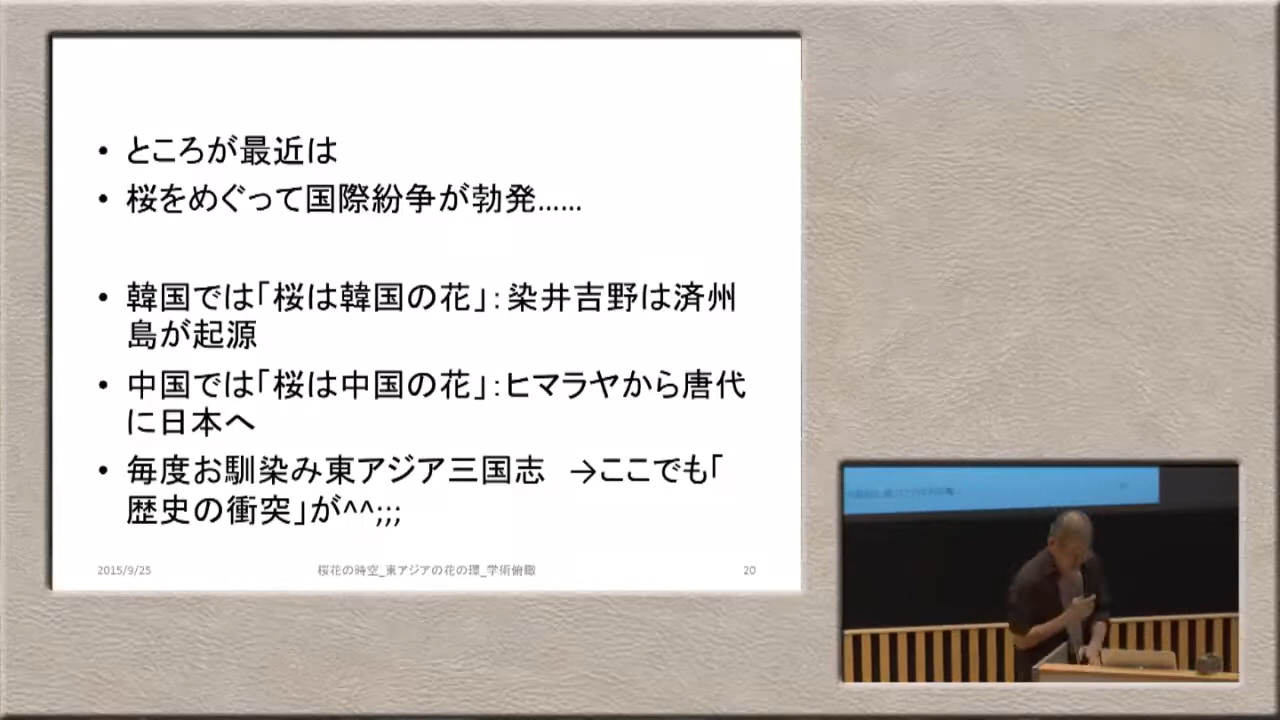 • ところが最近は
• 桜をめぐって国際紛争が勃発……
• 韓国では「桜は韓国の花」：染井吉野は済州
島が起源
• 中国では「桜は中国の花」：ヒマラヤから唐代
に日本へ
• 毎度お馴染み東アジア三国志　→ここでも「
歴史の衝突」が^^;;;
2015/9/25 桜花の時空_東アジアの花の環_学術俯瞰 20